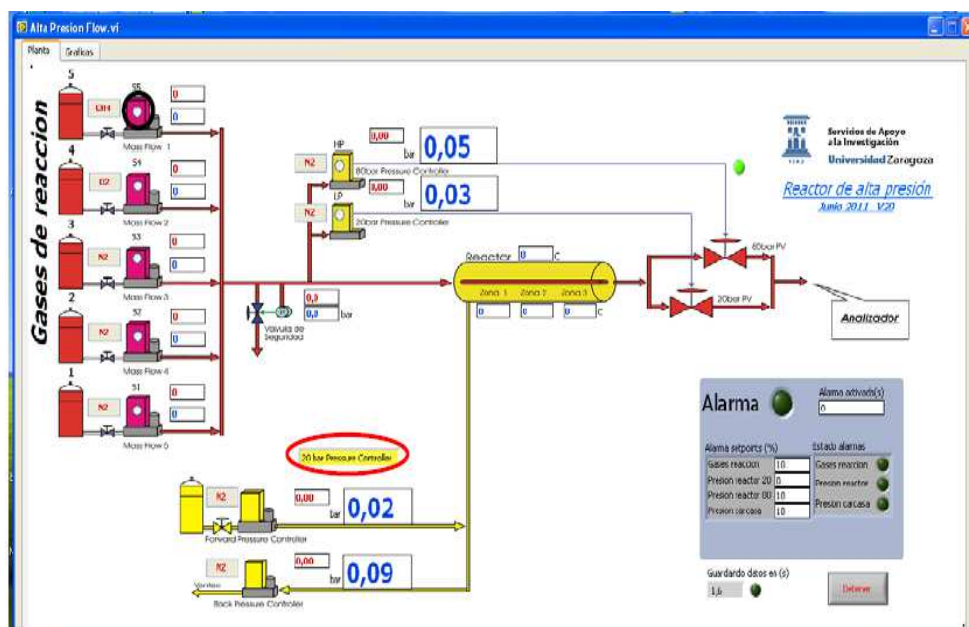 Alta Presion Flow.vi
Planta
Graficas
Gases de reaccion
5
S5
CH4
0
0
Mass Flow 1
4
S4
O2
0
0
Mass Flow 2
3
S3
N2
0
0
Mass Flow 3
2
S2
N2
0
0
Mass Flow 4
1
S1
N2
0
0
Mass Flow 5
HP
N2
0,00
bar
0,05
80bar Pressure Controller
LP
N2
0,00
bar
0,03
20bar Pressure Controller
0,0
0,0
bar
Valvula de
Seguridad
Reactor
0
C
Zona 1
Zona 2
Zona 3
0
0
0
C
80bar PV
20bar PV
Analizador
Servicios de Apoyo
a la Investigación
Universidad Zaragoza
Reactor de alta presión
Junio 2011 V20
20 bar Pressure Controller
N2
0,00
bar
0,02
Forward Pressure Controller
N2
0,00
bar
0,09
Venteo
Back Pressure Controller
Alarma
Alarma activada(s)
0
Alarma setpoints (%)
Estado alarmas
Gases reaccion 10
Gases reaccion
Presion reactor 20 0
Presion reactor
Presion reactor 80 10
Presion carcasa
Presion carcasa 10
Guardando datos en (s)
1,6
Detener